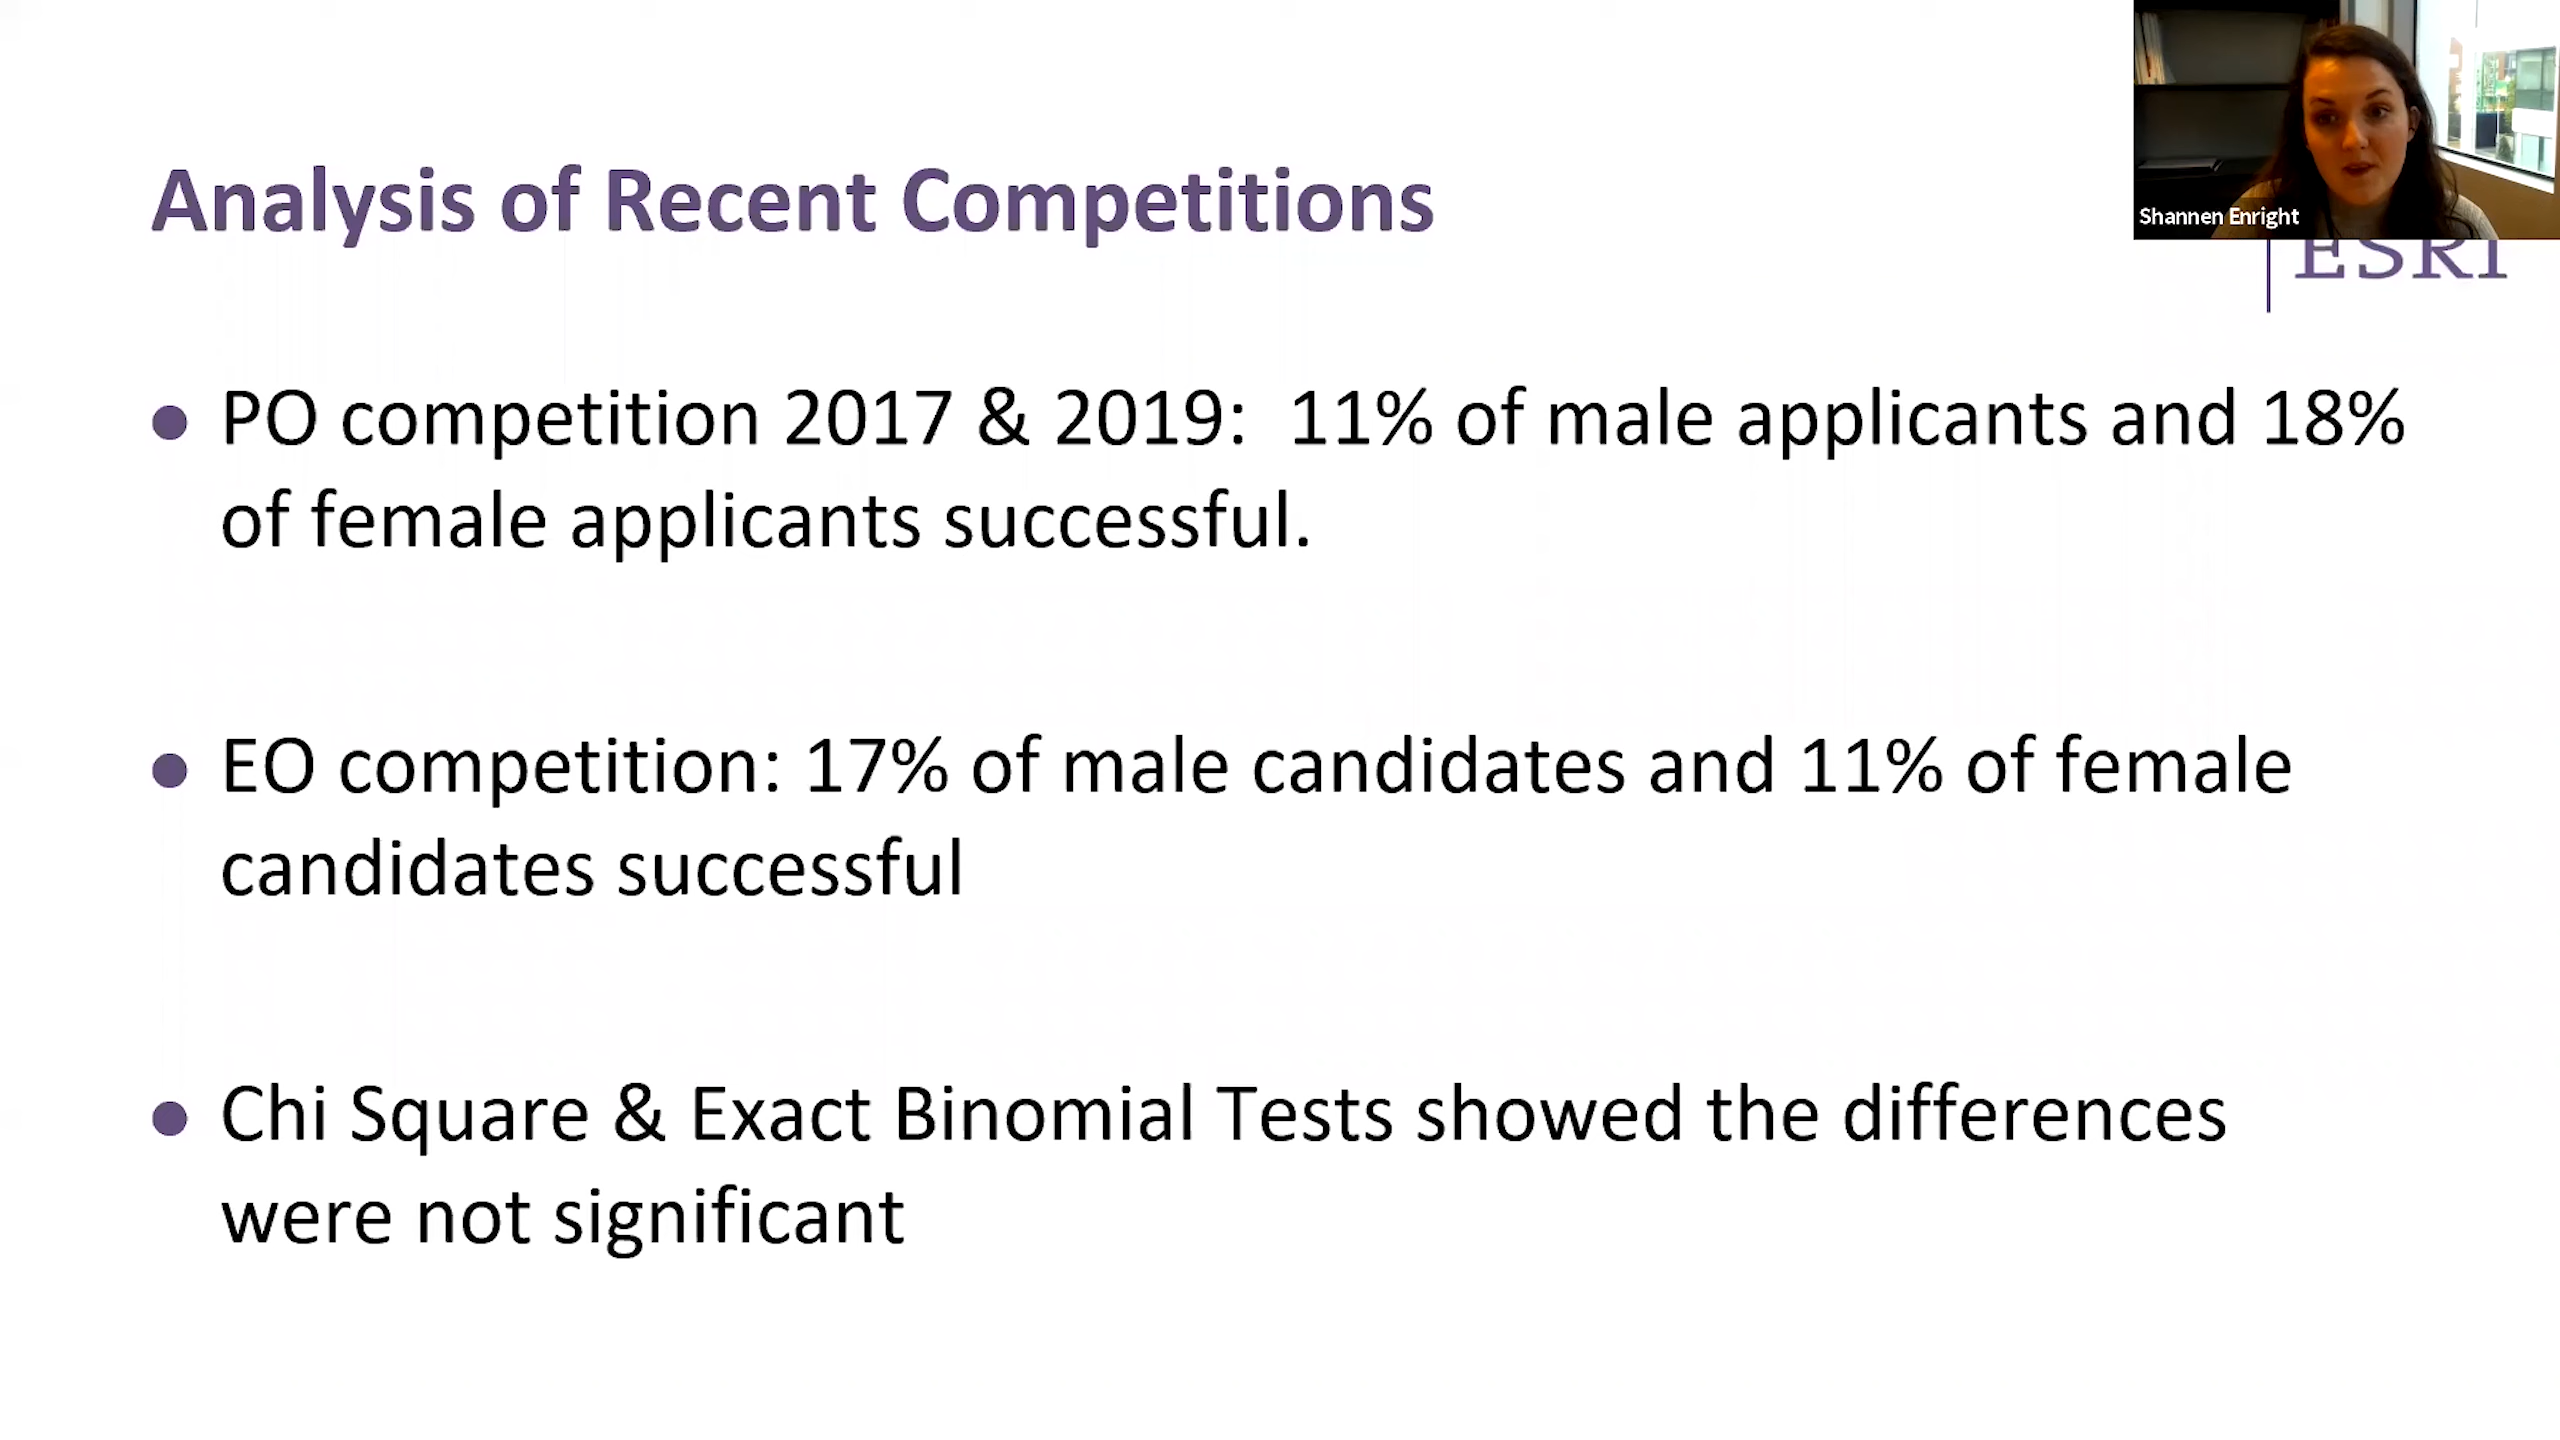 Analysis of Recent Competitions
Shannen Enright
ESRI
● PO competition 2017 & 2019:  11% of male applicants and 18%
of female applicants successful.
● EO competition: 17% of male candidates and 11% of female
candidates successful
● Chi Square & Exact Binomial Tests showed the differences
were not significant